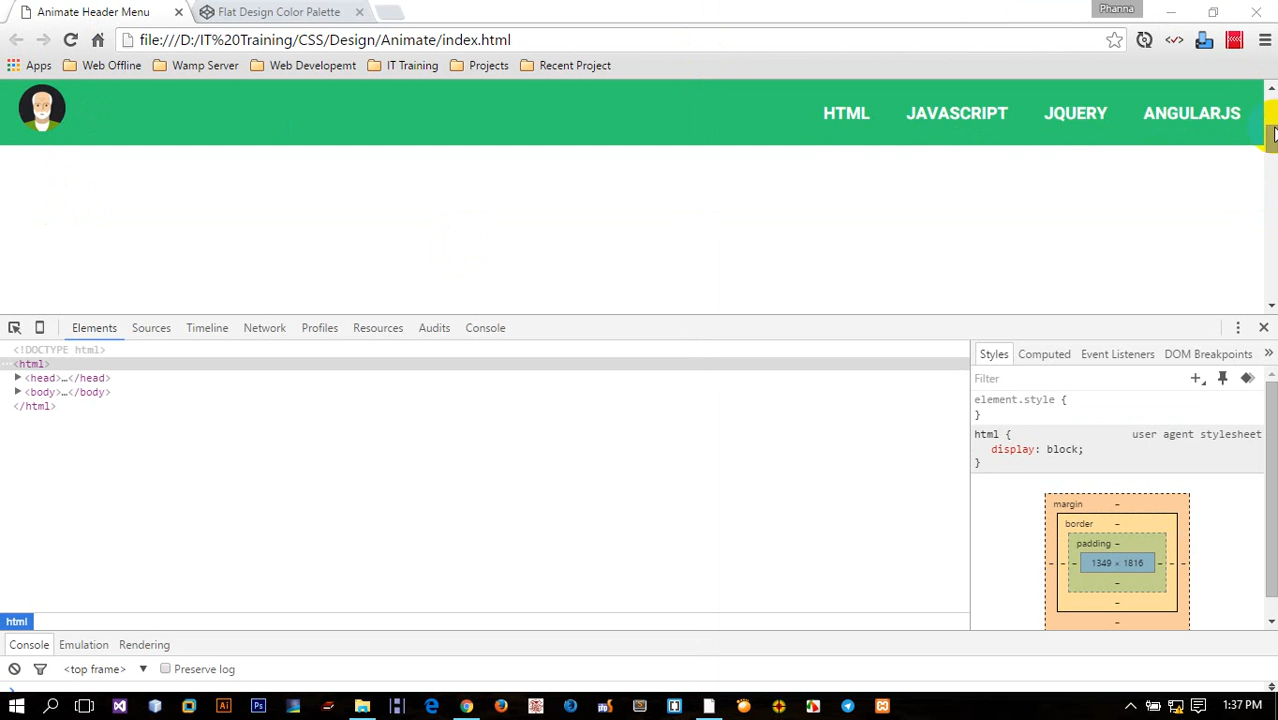 Animate Header Menu
Flat Design Color Palette
Phanna
file:///D:/IT%20Training/CSS/Design/Animate/index.html
Apps Web Offline Wamp Server Web Developemt IT Training Projects Recent Project
HTML JAVASCRIPT JQUERY ANGULARJS
Elements Sources Timeline Network Profiles Resources Audits Console
<!DOCTYPE html>
<html>
<head>…</head>
<body>…</body>
</html>
Styles Computed Event Listeners DOM Breakpoints »
Filter
element.style {
}
html { user agent stylesheet
display: block;
}
margin –
border –
padding –
– – – 1349 × 1816 – – –
–
–
–
html
Console Emulation Rendering
<top frame> Preserve log
1:37 PM